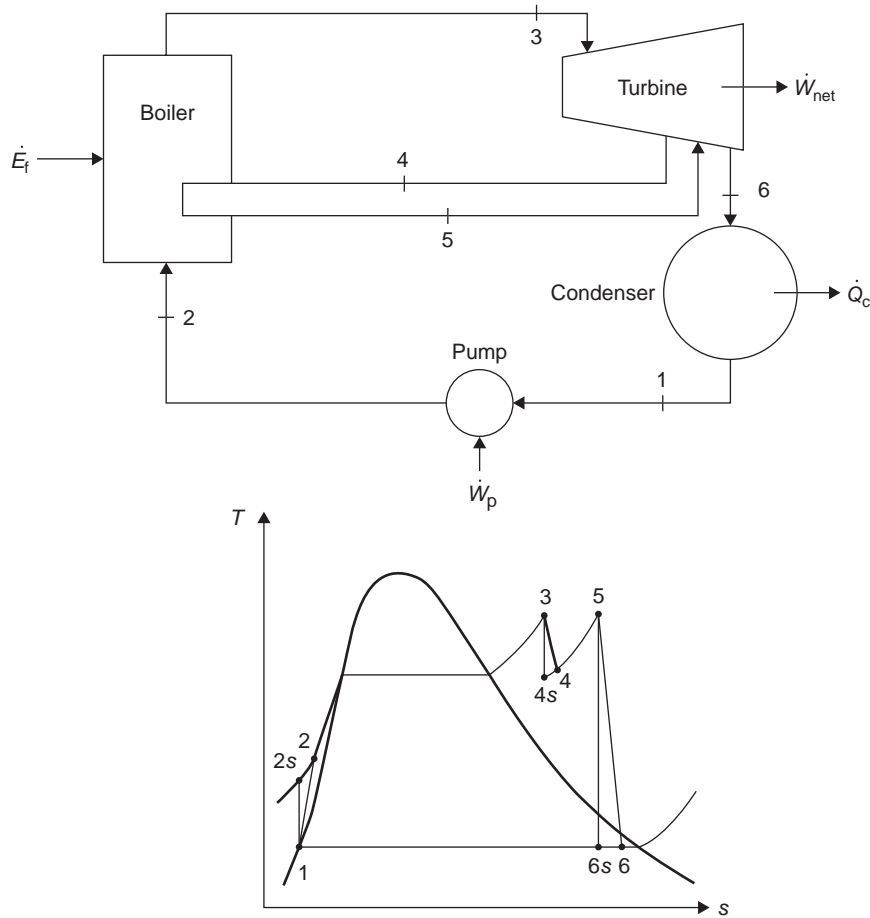 3
Turbine
Ẇnet
Boiler
Ėf
4
5
6
Condenser
Q̇c
2
Pump
1
Ẇp
T
3
5
4s
4
2
2s
1
6s
6
s